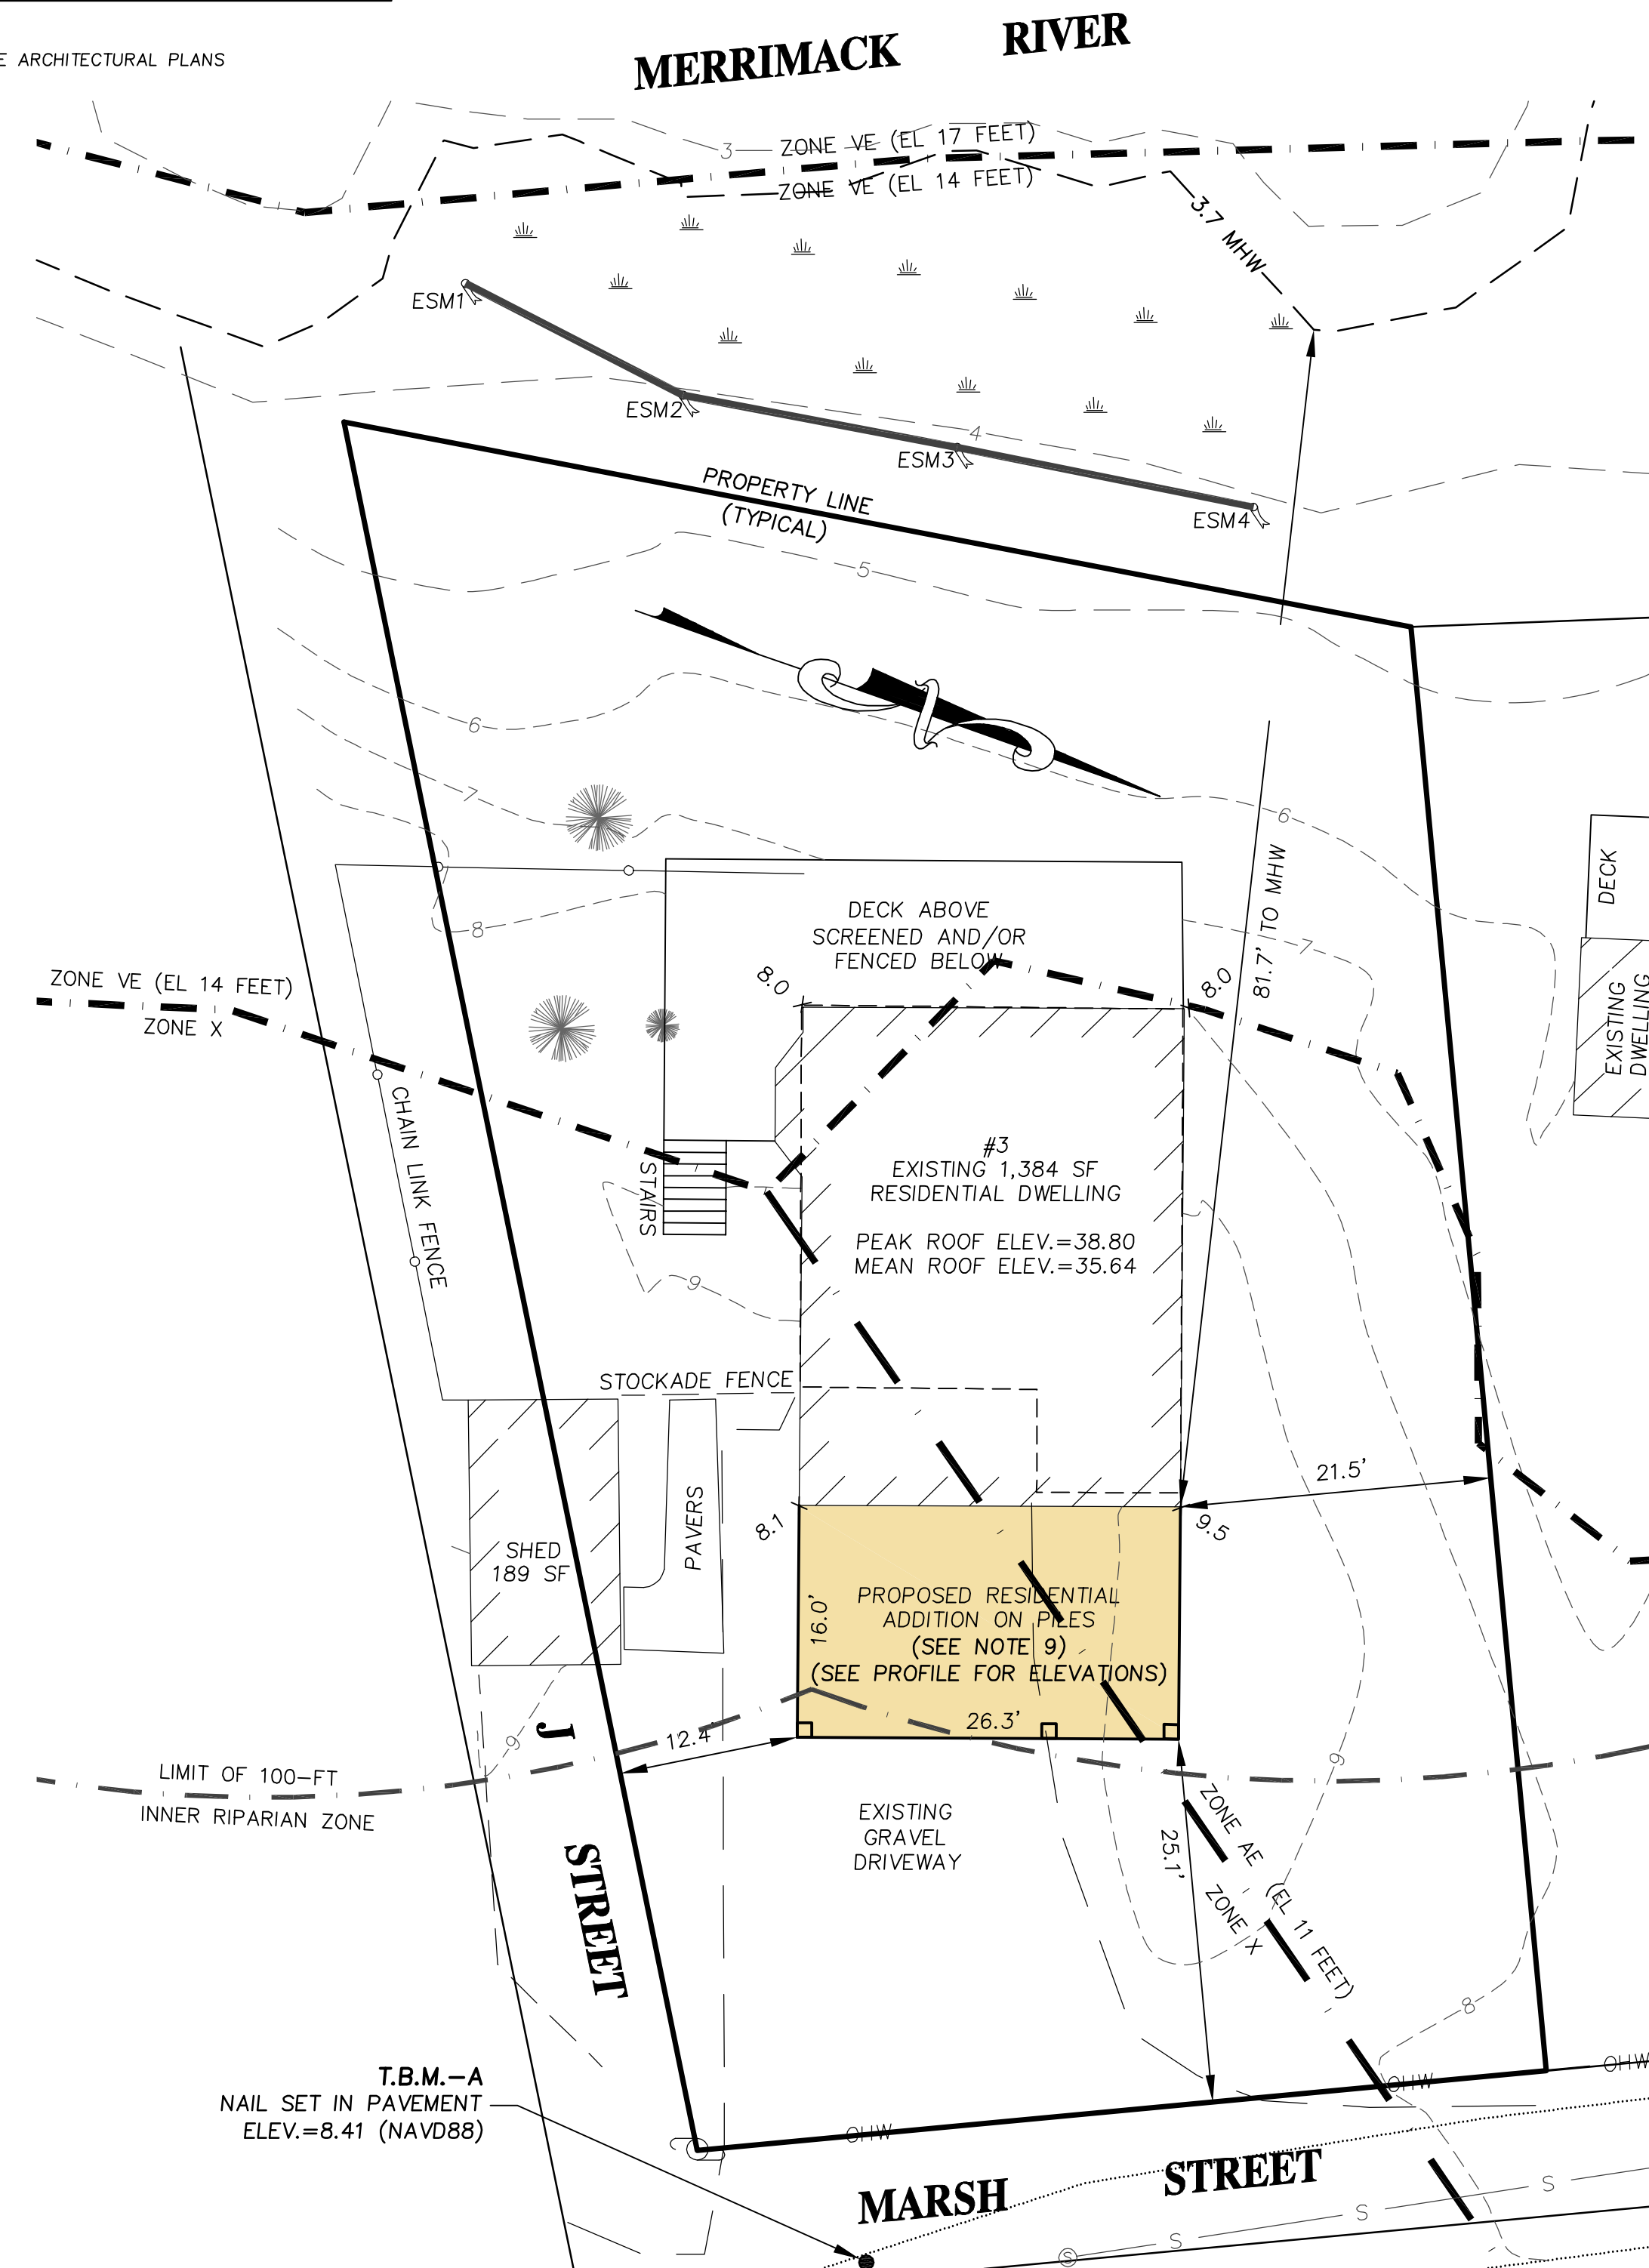 E ARCHITECTURAL PLANS
MERRIMACK RIVER
3
ZONE VE (EL 17 FEET)
ZONE VE (EL 14 FEET)
3.7 MHW
ESM1
ESM2
ESM3
ESM4
4
PROPERTY LINE
(TYPICAL)
5
6
6
7
7
8
DECK ABOVE
SCREENED AND/OR
FENCED BELOW
8.0
8.0
81.7' TO MHW
DECK
EXISTING
DWELLING
ZONE VE (EL 14 FEET)
ZONE X
CHAIN LINK FENCE
STAIRS
#3
EXISTING 1,384 SF
RESIDENTIAL DWELLING
PEAK ROOF ELEV.=38.80
MEAN ROOF ELEV.=35.64
9
STOCKADE FENCE
21.5'
8.1
9.5
PAVERS
SHED
189 SF
16.0'
PROPOSED RESIDENTIAL
ADDITION ON PILES
(SEE NOTE 9)
(SEE PROFILE FOR ELEVATIONS)
26.3'
12.4'
9
9
J STREET
LIMIT OF 100-FT
INNER RIPARIAN ZONE
EXISTING
GRAVEL
DRIVEWAY
25.1'
ZONE AE (EL 11 FEET)
ZONE X
8
T.B.M.-A
NAIL SET IN PAVEMENT
ELEV.=8.41 (NAVD88)
OHW
OHW
OHW
MARSH STREET
S
S
S
S